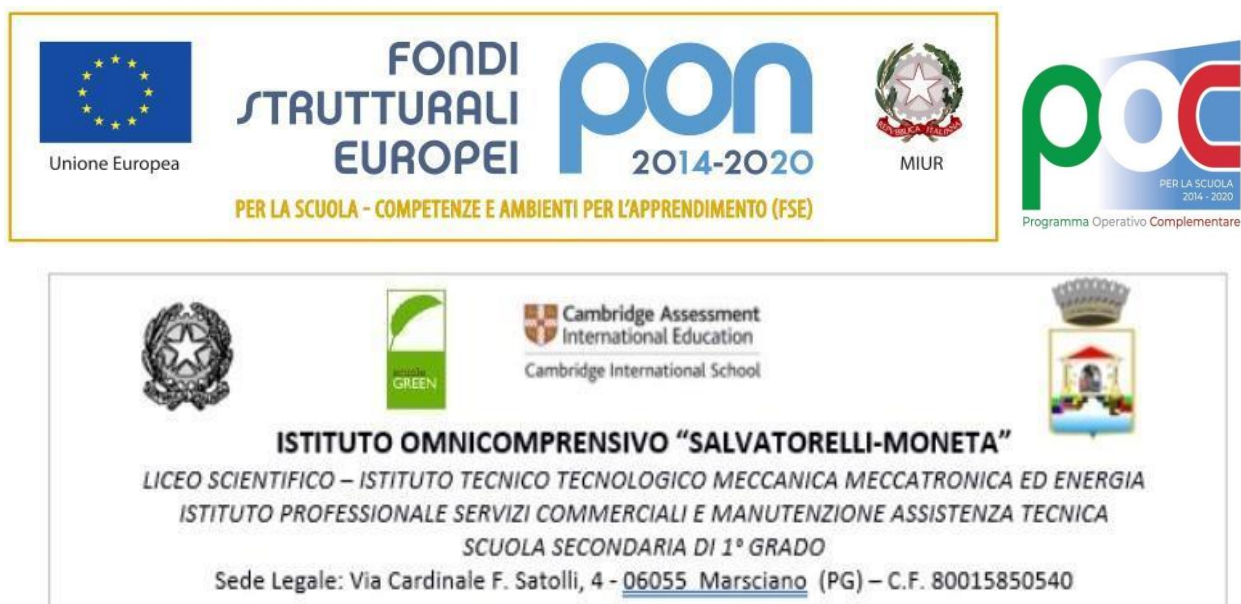 Unione Europea
FONDI
STRUTTURALI
EUROPEI
pon
2014-2020
PER LA SCUOLA - COMPETENZE E AMBIENTI PER L'APPRENDIMENTO (FSE)
REPVBBLICA ITALIANA
MIUR
poc
PER LA SCUOLA
2014 - 2020
Programma Operativo Complementare
scuole
GREEN
Cambridge Assessment
International Education
Cambridge International School
ISTITUTO OMNICOMPRENSIVO “SALVATORELLI-MONETA”
LICEO SCIENTIFICO – ISTITUTO TECNICO TECNOLOGICO MECCANICA MECCATRONICA ED ENERGIA
ISTITUTO PROFESSIONALE SERVIZI COMMERCIALI E MANUTENZIONE ASSISTENZA TECNICA
SCUOLA SECONDARIA DI 1° GRADO
Sede Legale: Via Cardinale F. Satolli, 4 - 06055 Marsciano (PG) – C.F. 80015850540